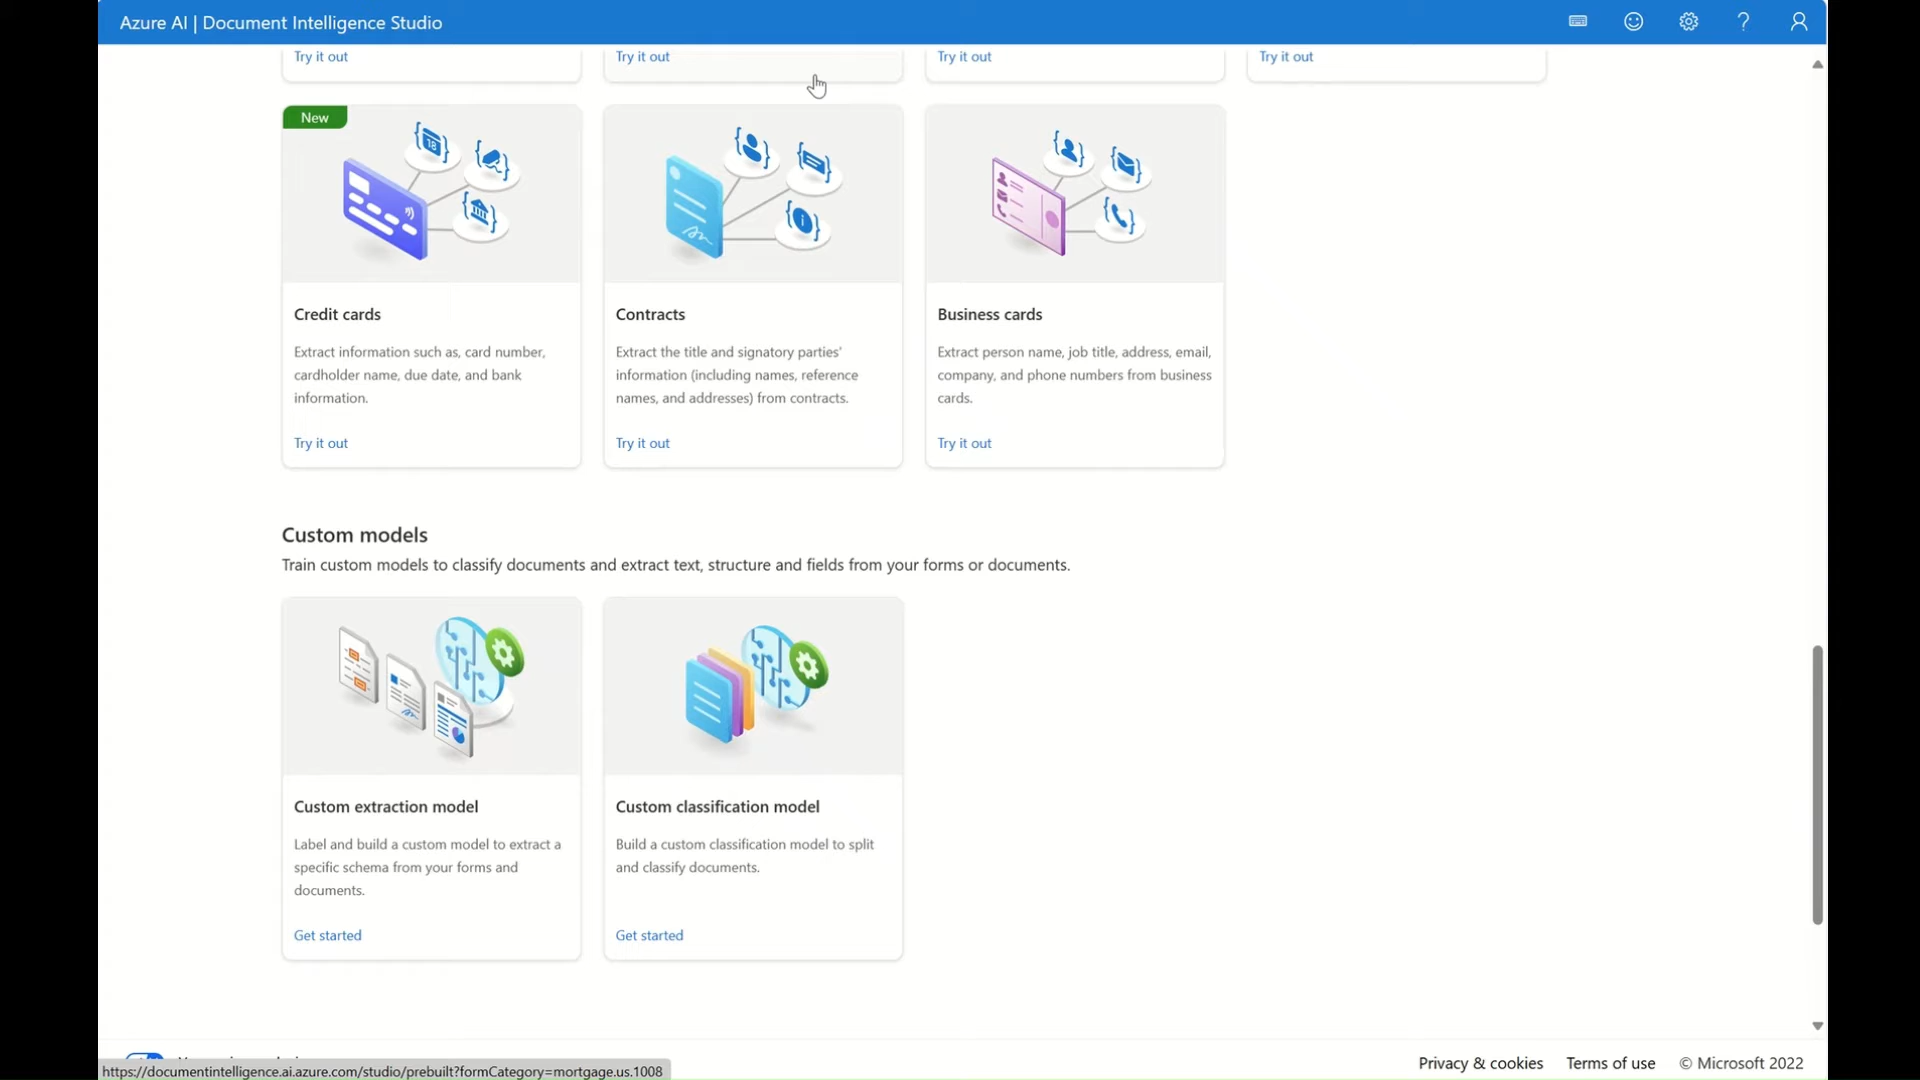 Azure AI | Document Intelligence Studio
Try it out
Try it out
Try it out
Try it out
New
Credit cards
Extract information such as, card number,
cardholder name, due date, and bank
information.
Try it out
Contracts
Extract the title and signatory parties'
information (including names, reference
names, and addresses) from contracts.
Try it out
Business cards
Extract person name, job title, address, email,
company, and phone numbers from business
cards.
Try it out
Custom models
Train custom models to classify documents and extract text, structure and fields from your forms or documents.
Custom extraction model
Label and build a custom model to extract a
specific schema from your forms and
documents.
Get started
Custom classification model
Build a custom classification model to split
and classify documents.
Get started
https://documentintelligence.ai.azure.com/studio/prebuilt?formCategory=mortgage.us.1008
Privacy & cookies
Terms of use
© Microsoft 2022